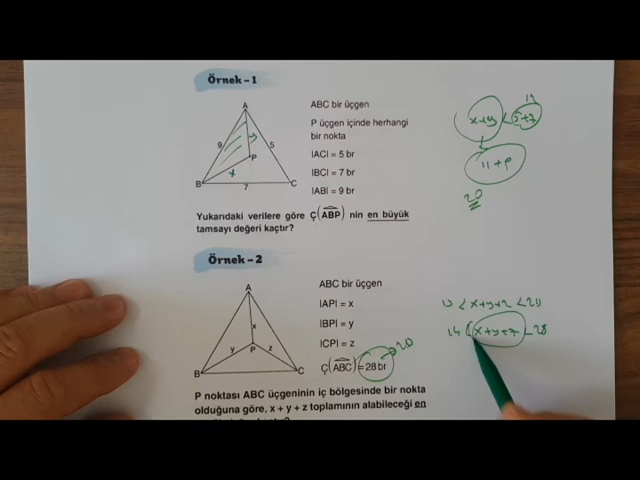 Örnek-1
ABC bir üçgen
P üçgen içinde herhangi
bir nokta
|AC| = 5 br
|BC| = 7 br
|AB| = 9 br
A
9
5
P
x
B
7
C
Yukarıdaki verilere göre Ç(ABP) nin en büyük
tamsayı değeri kaçtır?
x+y < 5+7
20
Örnek-2
ABC bir üçgen
|AP| = x
|BP| = y
|CP| = z
Ç(ABC) = 28 br
A
x
y
z
P
B
C
P noktası ABC üçgeninin iç bölgesinde bir nokta
olduğuna göre, x + y + z toplamının alabileceği en
14 < x+y+z < 28